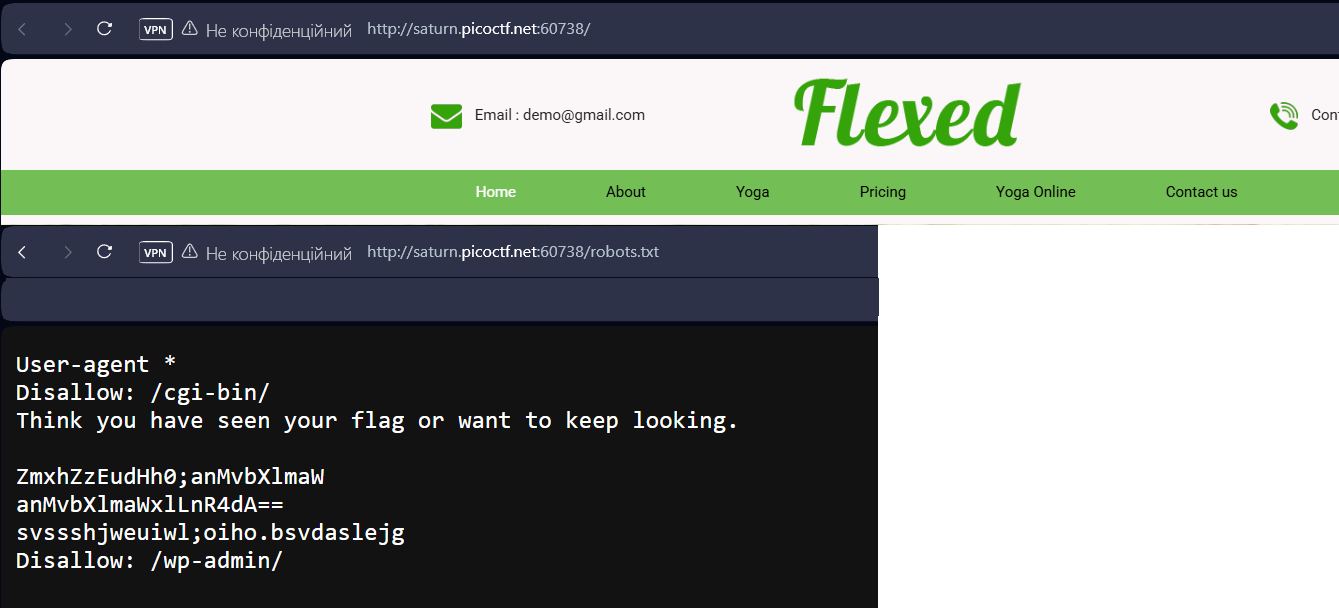 VPN Не конфіденційний http://saturn.picoctf.net:60738/
Email : demo@gmail.com Flexed
Home About Yoga Pricing Yoga Online Contact us
VPN Не конфіденційний http://saturn.picoctf.net:60738/robots.txt
User-agent *
Disallow: /cgi-bin/
Think you have seen your flag or want to keep looking.
ZmxhZzEudHh0;anMvbXlmaW
anMvbXlmaWxlLnR4dA==
svssshjweuiwl;oiho.bsvdaslejg
Disallow: /wp-admin/